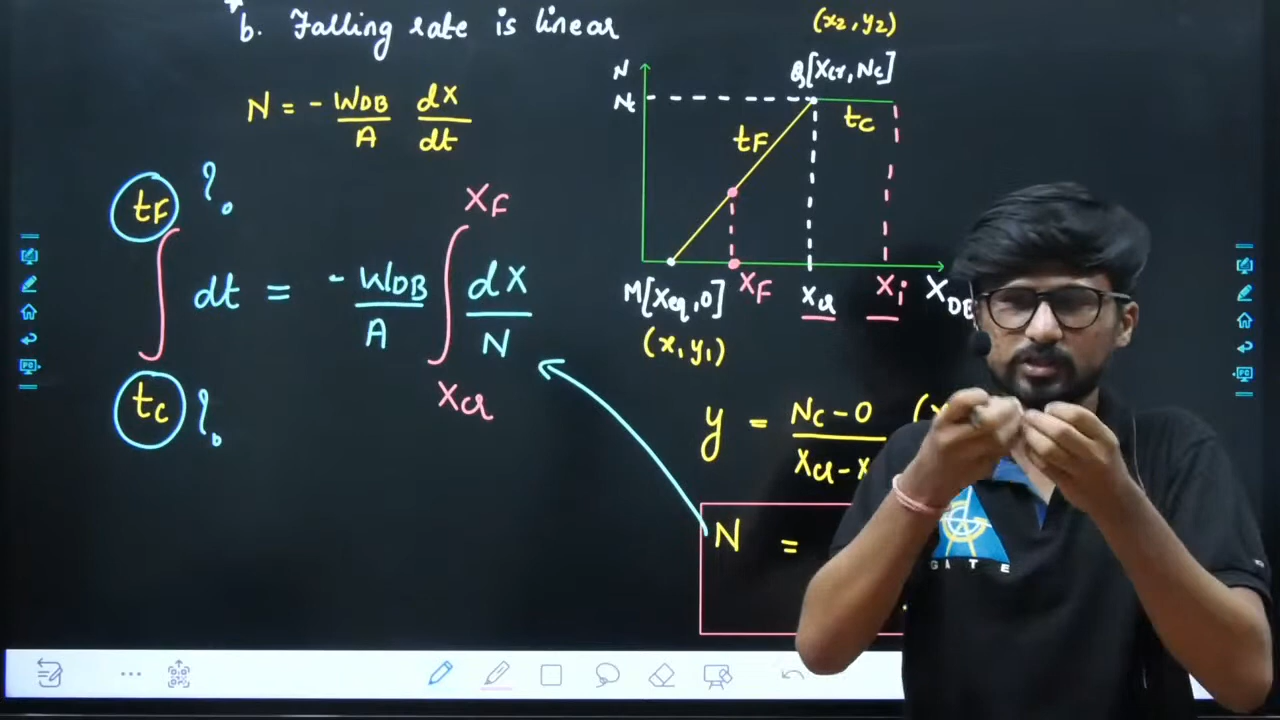 b. Falling rate is linear
N = - WDB/A dX/dt
tF ?
∫ dt = - WDB/A ∫ dX/N
XF
Xcr
tc ?
(x2, y2)
N
Nc
Q[Xcr, Nc]
tF
tc
M[Xeq, 0]
XF
Xcr
Xi
XDB
(x, y1)
y = Nc - 0
Xcr - X
N =
GATE